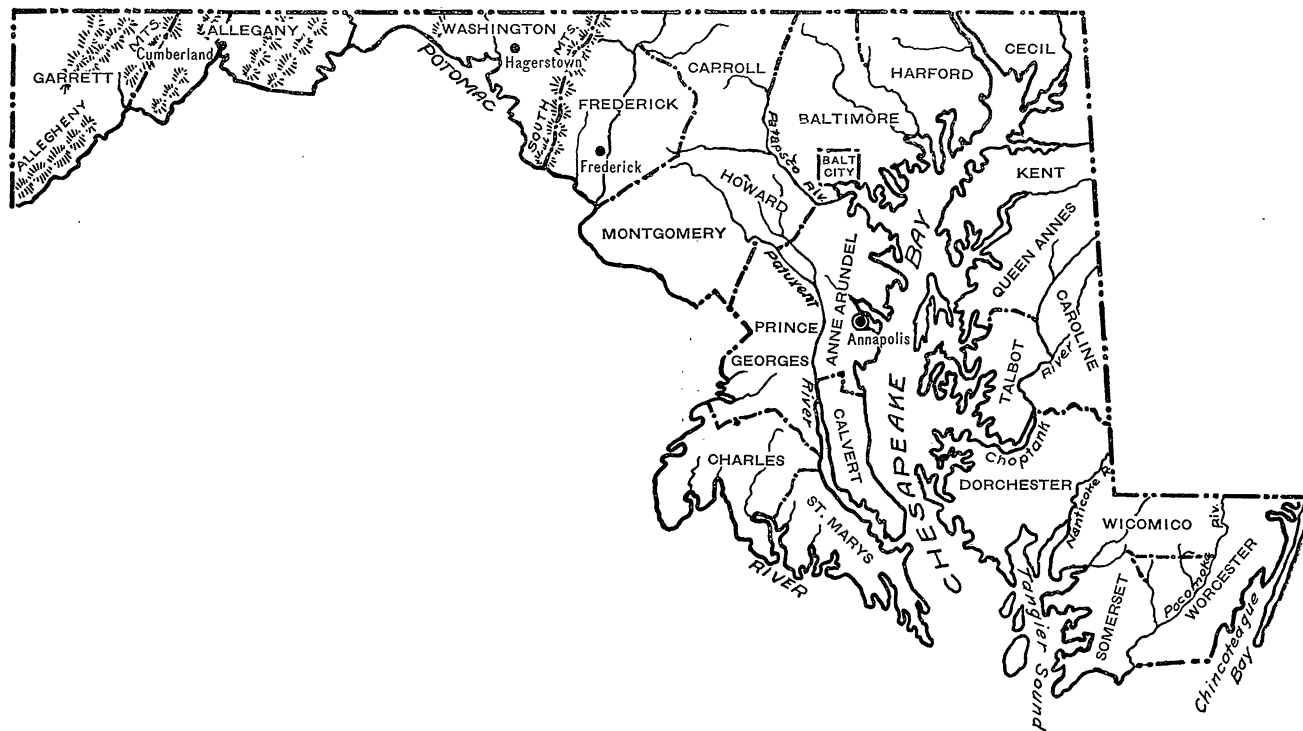 ALLEGANY
MTS.
Cumberland
GARRETT
ALLEGHENY
WASHINGTON
Hagerstown
MTS.
SOUTH
POTOMAC
FREDERICK
Frederick
CARROLL
HARFORD
CECIL
BALTIMORE
Patapsco Riv.
BALT
CITY
KENT
HOWARD
MONTGOMERY
Patuxent
River
ANNE ARUNDEL
Annapolis
QUEEN ANNES
CAROLINE
TALBOT
River
Choptank
PRINCE
GEORGES
CALVERT
CHESAPEAKE
BAY
CHARLES
ST. MARYS
RIVER
DORCHESTER
Nanticoke R.
WICOMICO
Riv.
Pocomoke
WORCESTER
SOMERSET
Tangier Sound
Chincoteague
Bay